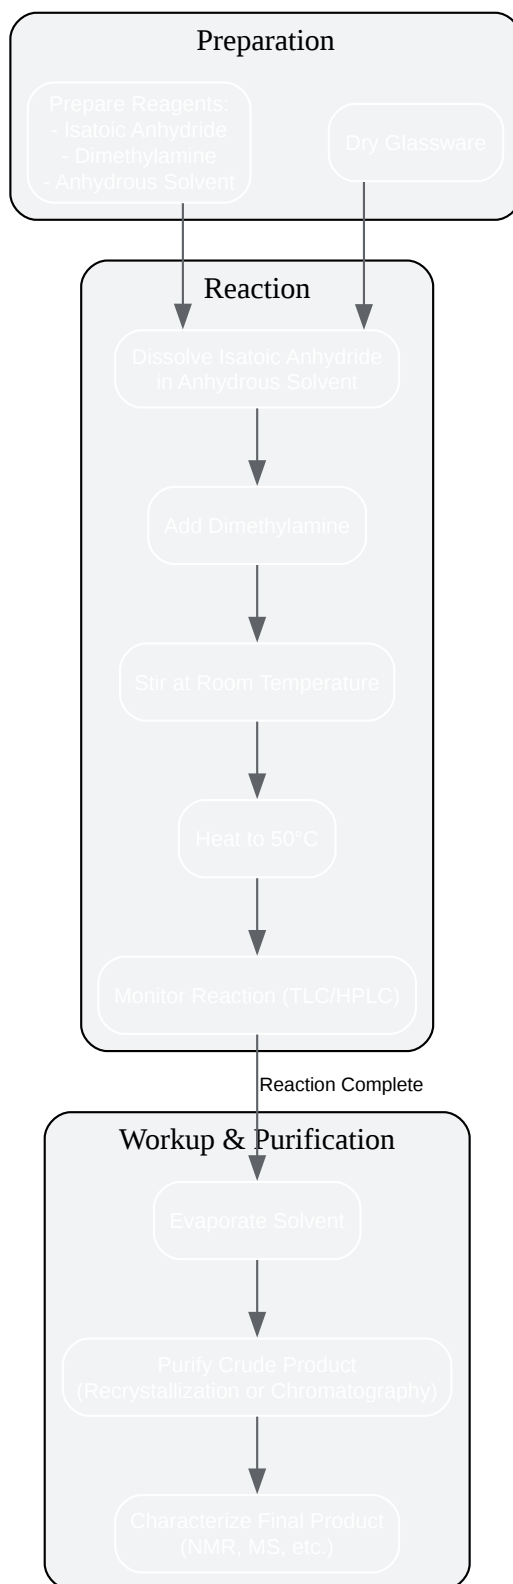 Preparation
Prepare Reagents:
- Isatoic Anhydride
- Dimethylamine
- Anhydrous Solvent
Dry Glassware
Reaction
Dissolve Isatoic Anhydride
in Anhydrous Solvent
Add Dimethylamine
Stir at Room Temperature
Heat to 50°C
Monitor Reaction (TLC/HPLC)
Reaction Complete
Workup & Purification
Evaporate Solvent
Purify Crude Product
(Recrystallization or Chromatography)
Characterize Final Product
(NMR, MS, etc.)